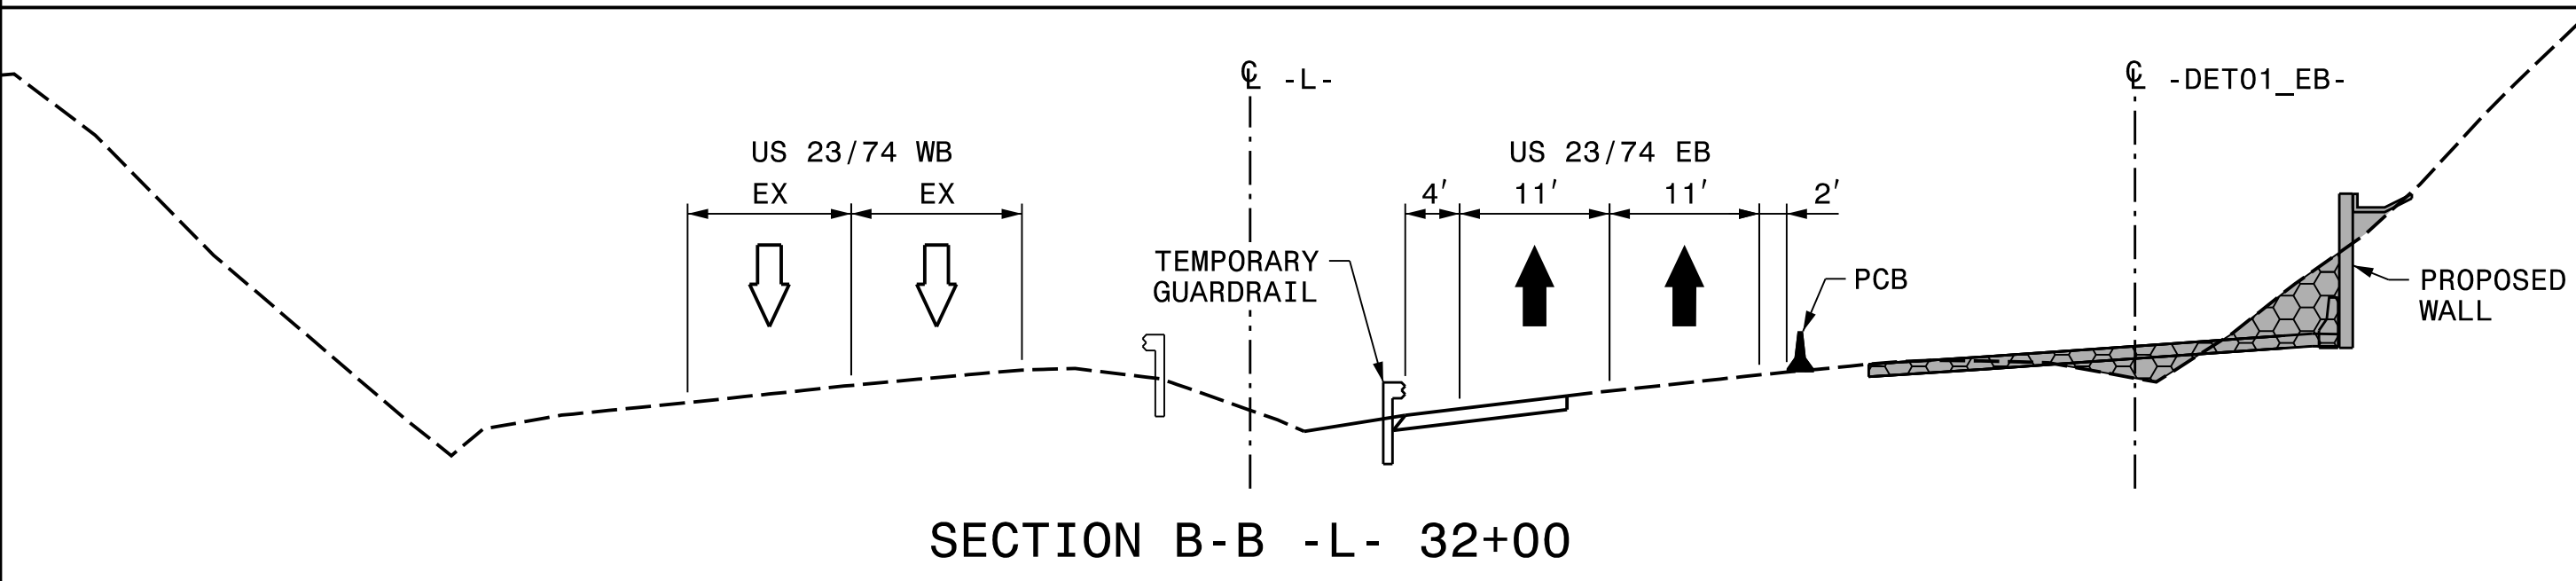 ℄ -L-
℄ -DET01_EB-
US 23/74 WB
US 23/74 EB
EX EX
4' 11' 11' 2'
TEMPORARY
GUARDRAIL
PCB
PROPOSED
WALL
SECTION B-B -L- 32+00